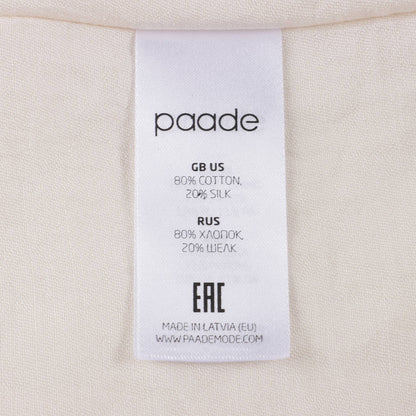 paade
GB US
80% COTTON,
20% SILK
RUS
80% ХЛОПОК,
20% ШЕЛК
EAC
MADE IN LATVIA (EU)
WWW.PAADEMODE.COM